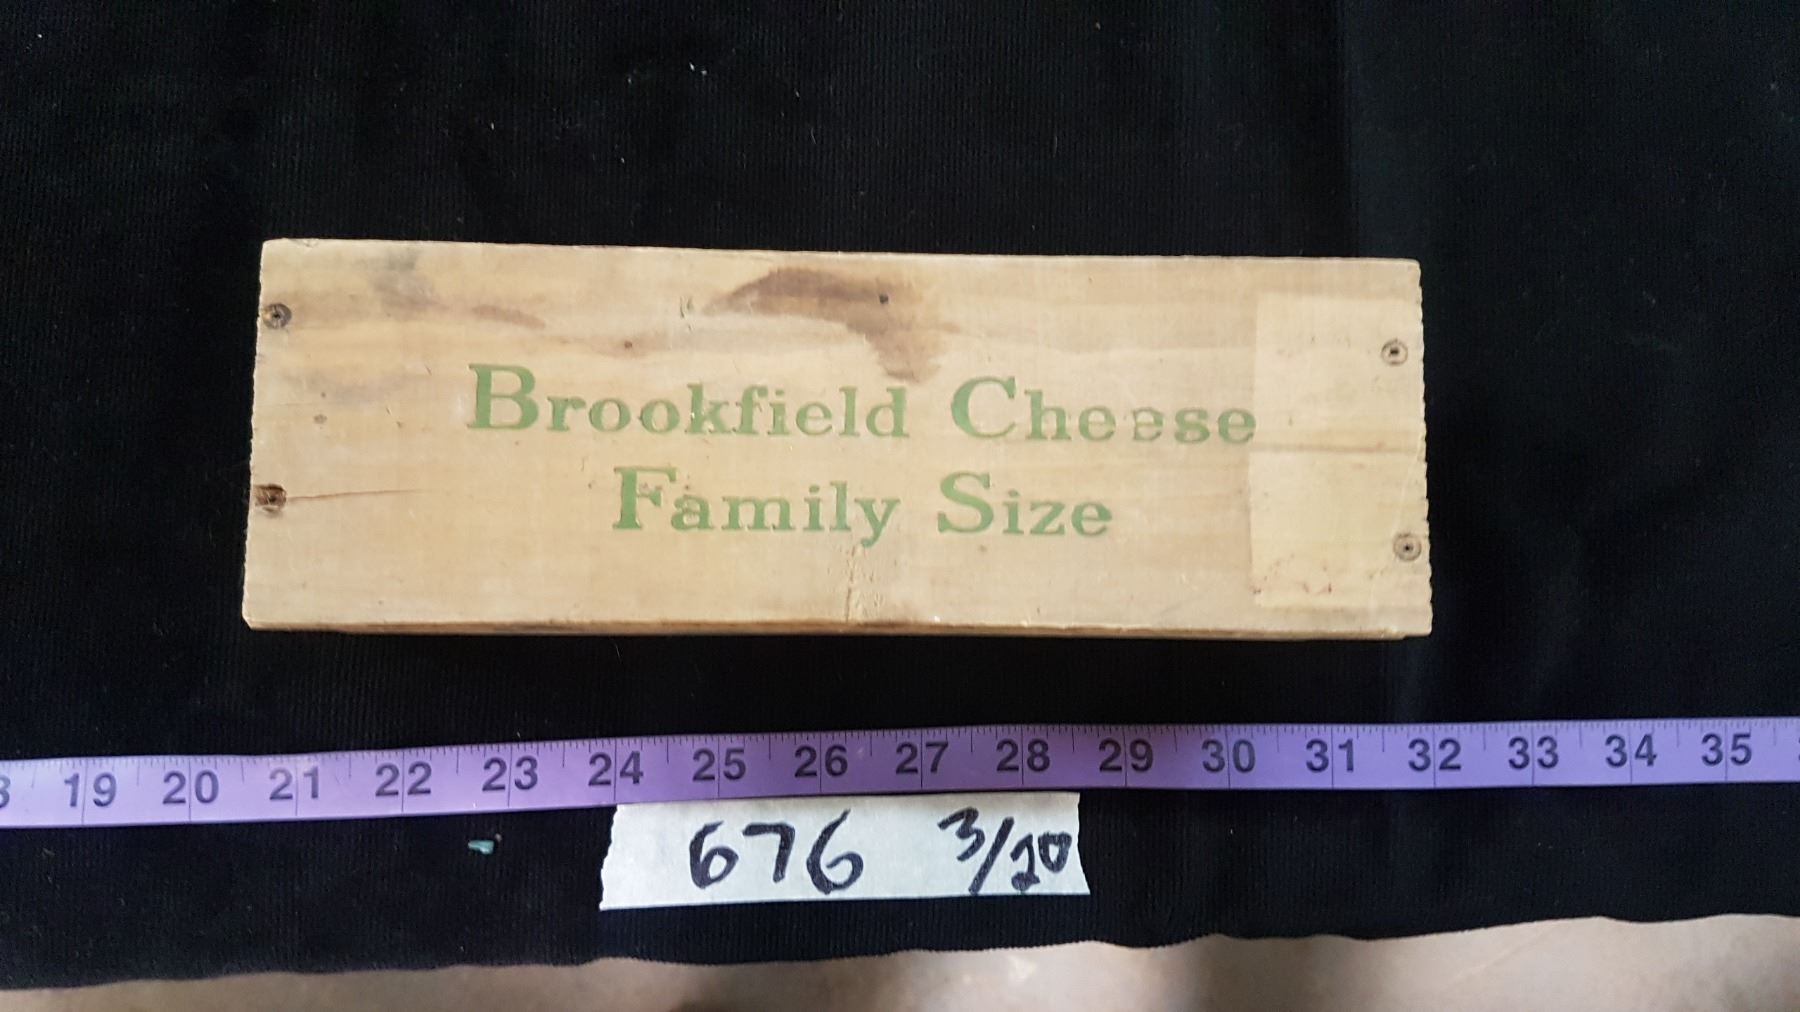 Brookfield Cheese
Family Size
19 20 21 22 23 24 25 26 27 28 29 30 31 32 33 34 35
676 3/20